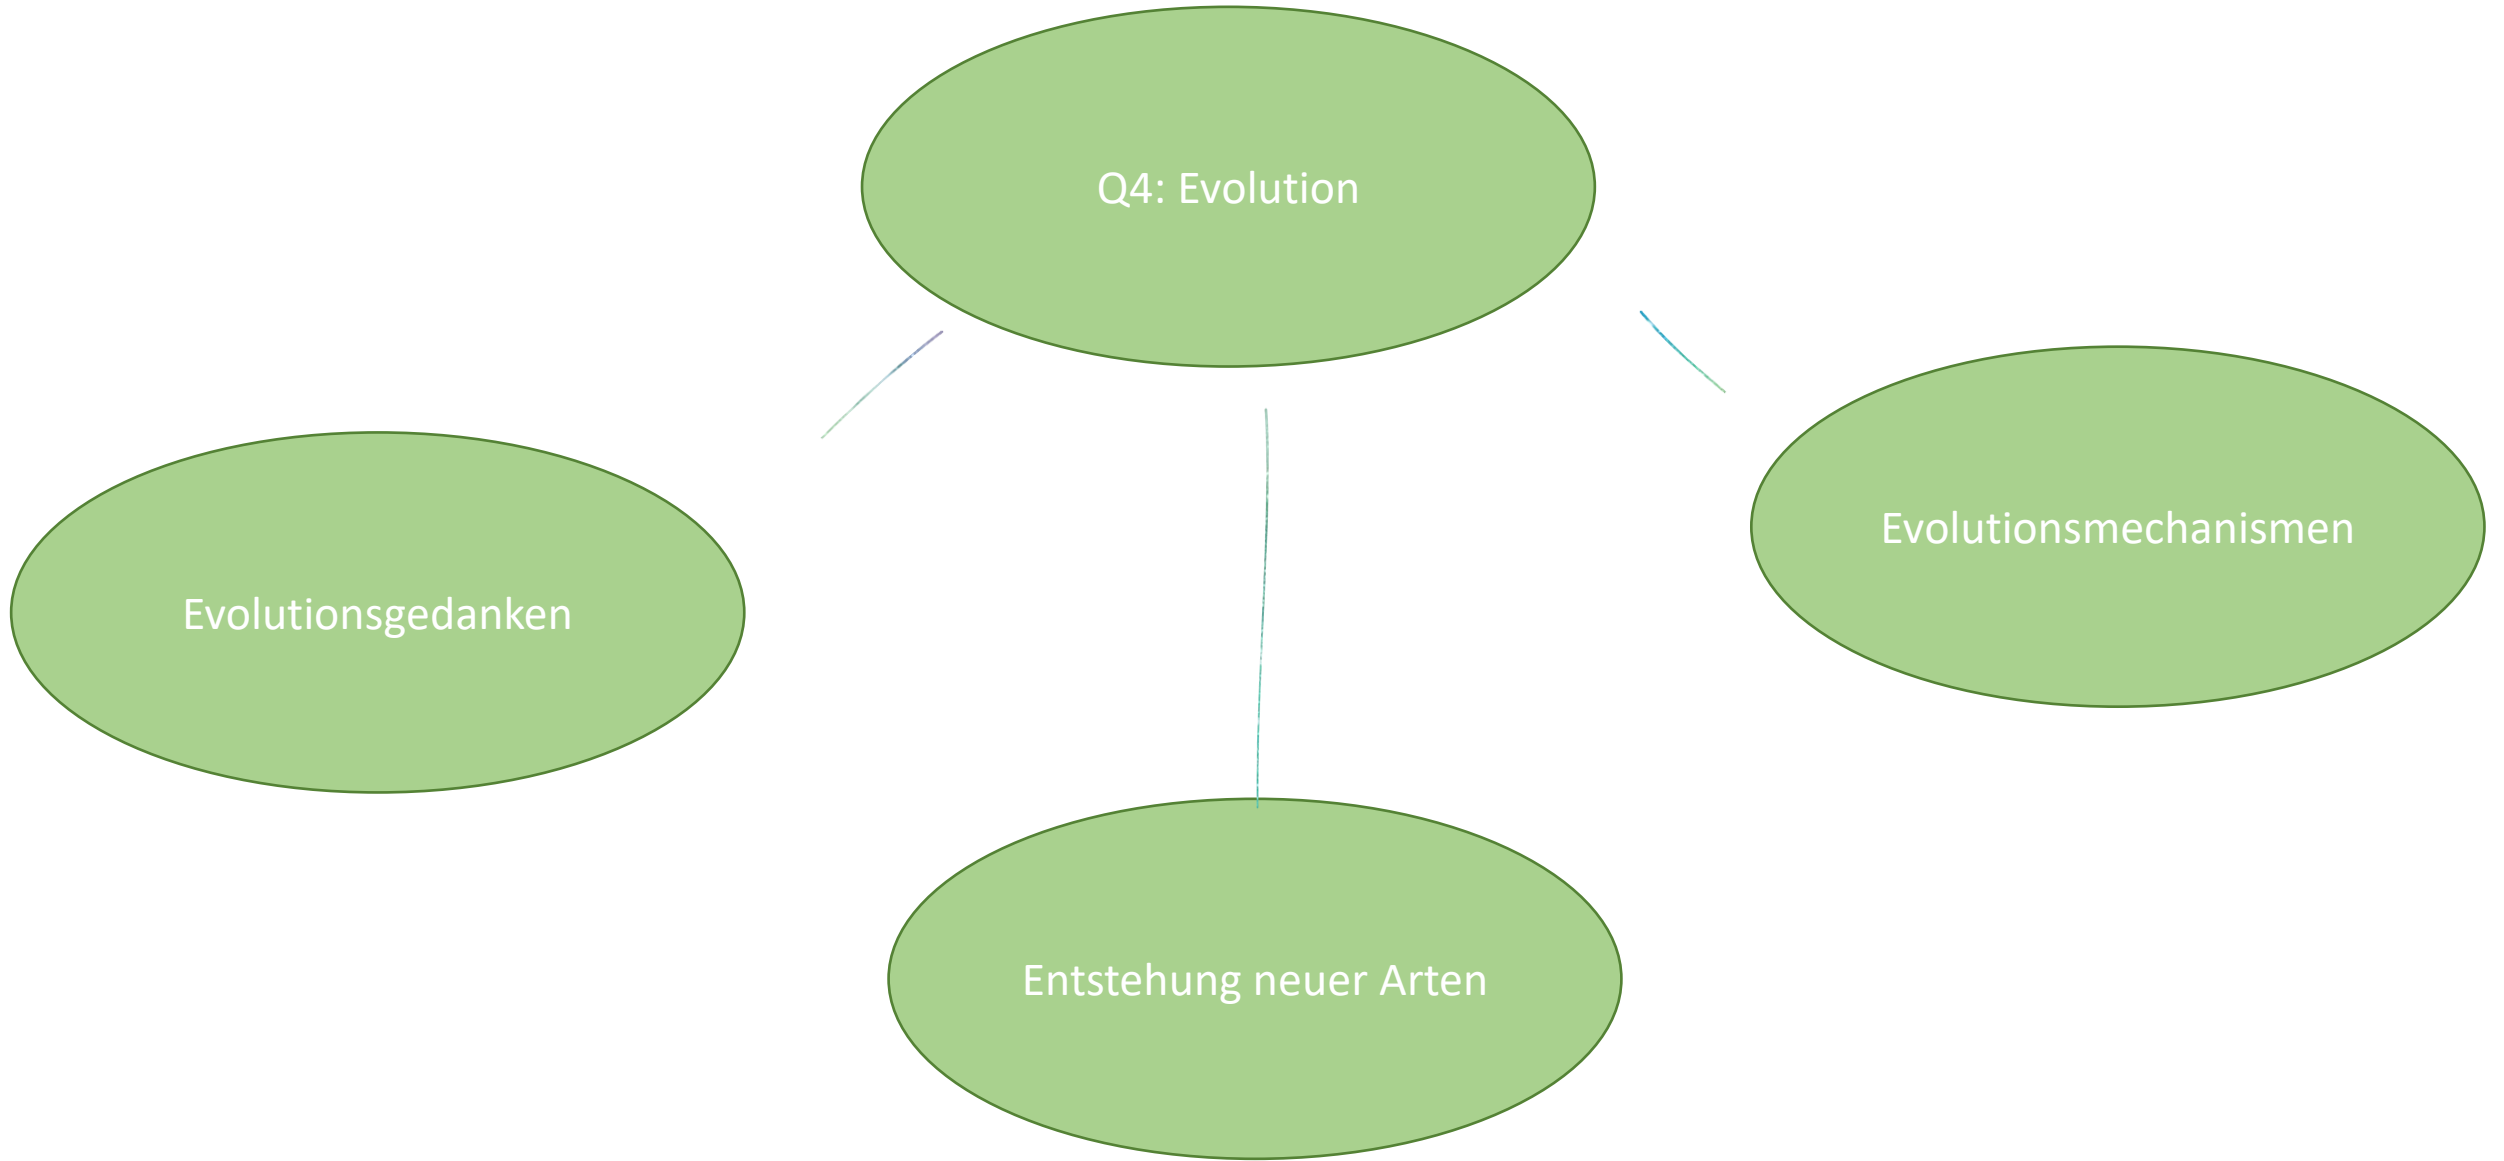 Q4: Evolution
Evolutionsmechanismen
Evolutionsgedanken
Entstehung neuer Arten